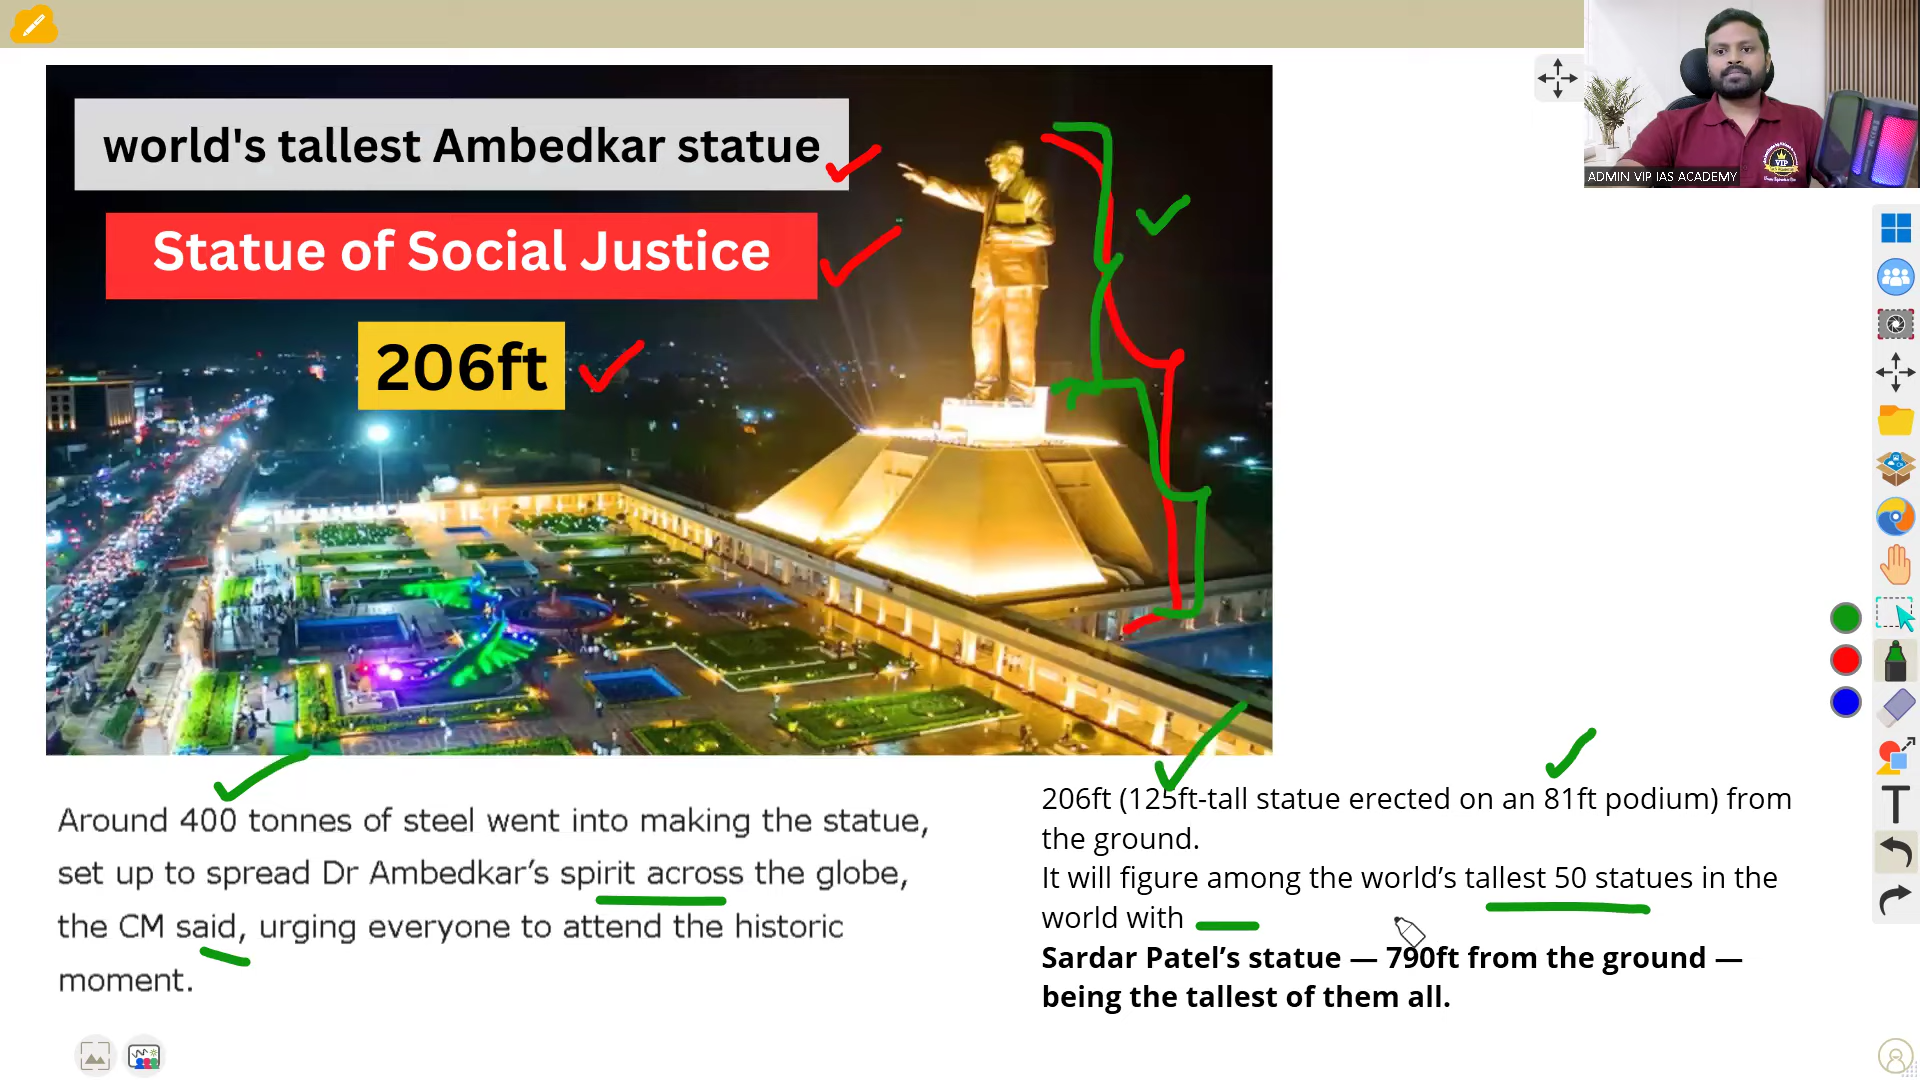 world's tallest Ambedkar statue
Statue of Social Justice
206ft
ADMIN VIP IAS ACADEMY
VIP
Around 400 tonnes of steel went into making the statue,
set up to spread Dr Ambedkar’s spirit across the globe,
the CM said, urging everyone to attend the historic
moment.
206ft (125ft-tall statue erected on an 81ft podium) from
the ground.
It will figure among the world’s tallest 50 statues in the
world with
Sardar Patel’s statue — 790ft from the ground —
being the tallest of them all.
T